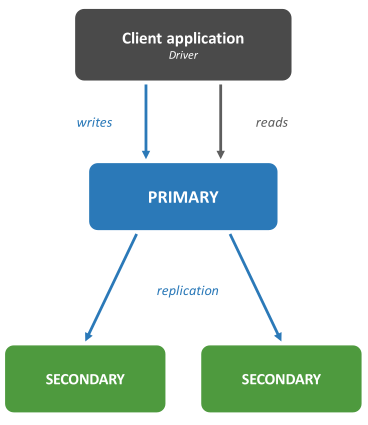 Client application
Driver
writes
reads
PRIMARY
replication
SECONDARY
SECONDARY